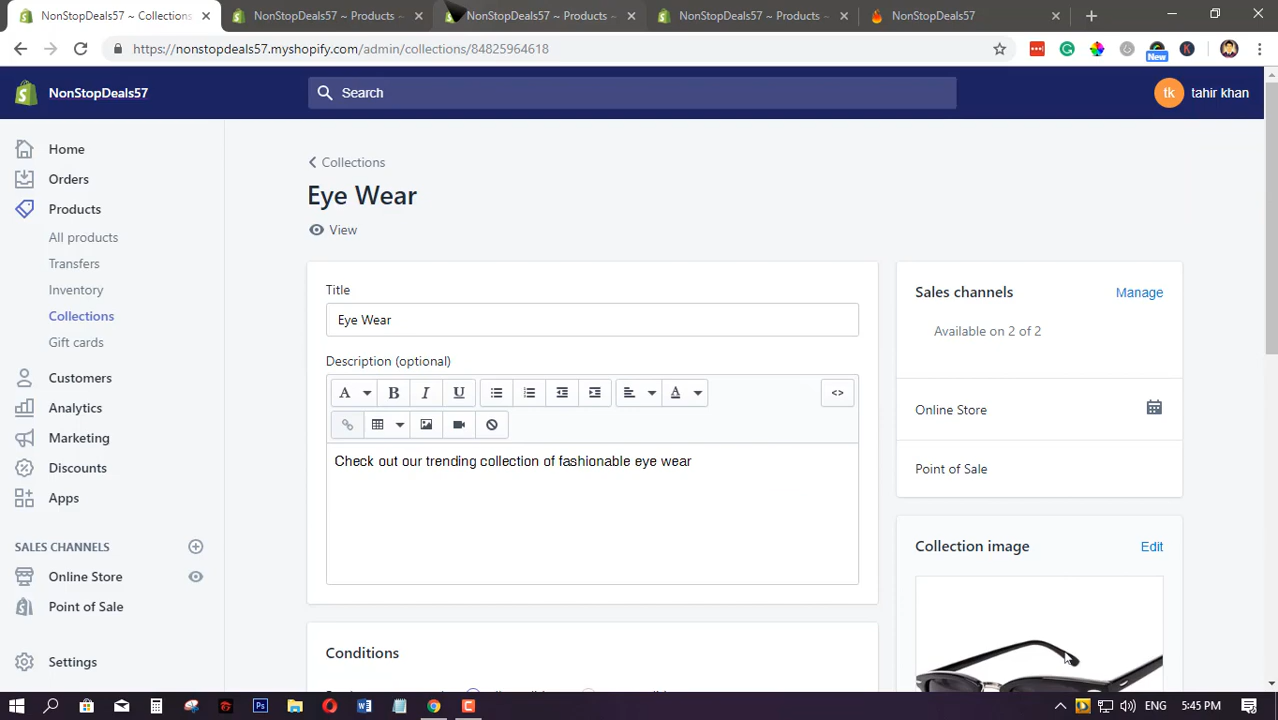 NonStopDeals57 ~ Collections
NonStopDeals57 ~ Products ~
NonStopDeals57 ~ Products ~
NonStopDeals57 ~ Products ~
NonStopDeals57
https://nonstopdeals57.myshopify.com/admin/collections/84825964618
New
NonStopDeals57
Search
tk
tahir khan
Home
Orders
Products
All products
Transfers
Inventory
Collections
Gift cards
Customers
Analytics
Marketing
Discounts
Apps
SALES CHANNELS
Online Store
Point of Sale
Settings
Collections
Eye Wear
View
Title
Eye Wear
Description (optional)
A B I U A <>
Check out our trending collection of fashionable eye wear
Conditions
Sales channels
Manage
Available on 2 of 2
Online Store
Point of Sale
Collection image
Edit
ENG
5:45 PM